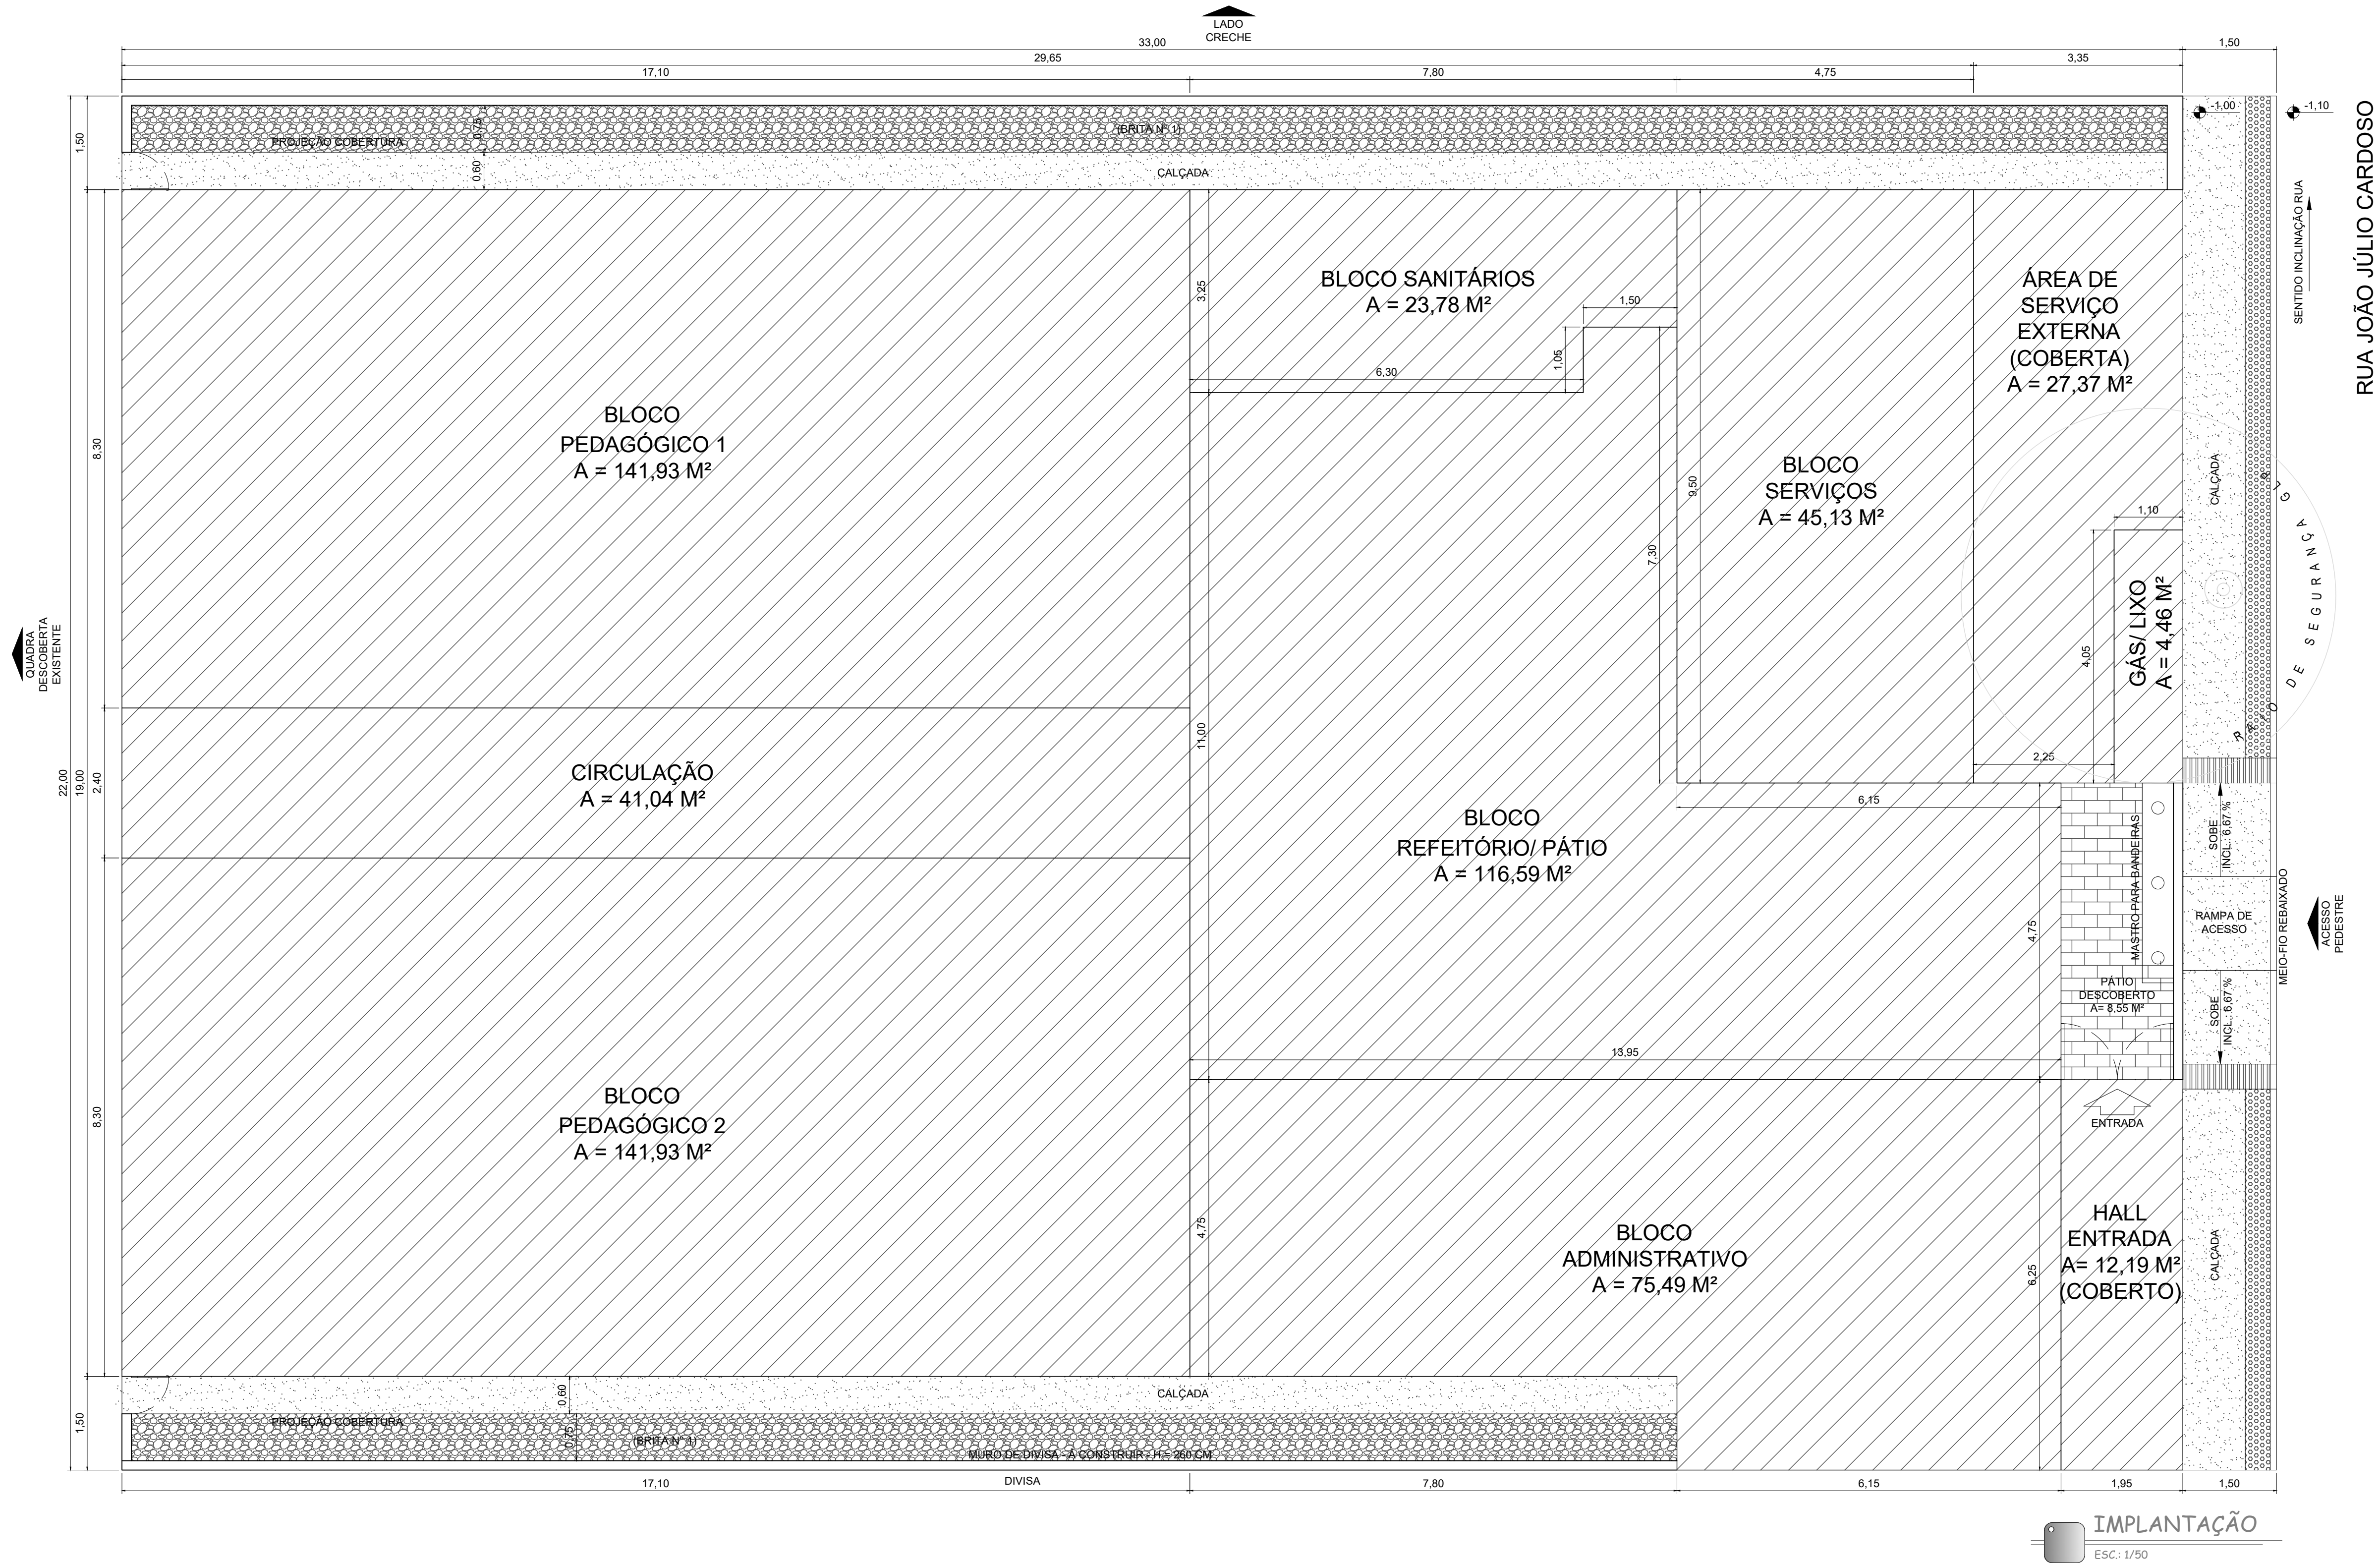 LADO
CRECHE
33,00
1,50
29,65
3,35
17,10
7,80
4,75
-1,00
-1,10
RUA JOÃO JÚLIO CARDOSO
SENTIDO INCLINAÇÃO RUA
1,50
0,75
(BRITA N° 1)
PROJEÇÃO COBERTURA
0,60
CALÇADA
BLOCO SANITÁRIOS
A = 23,78 M²
3,25
1,50
1,05
6,30
ÁREA DE
SERVIÇO
EXTERNA
(COBERTA)
A = 27,37 M²
BLOCO
PEDAGÓGICO 1
A = 141,93 M²
8,30
BLOCO
SERVIÇOS
A = 45,13 M²
9,50
7,30
CALÇADA
RAIO DE SEGURANÇA GLP
1,10
GÁS/ LIXO
A = 4,46 M²
4,05
2,25
QUADRA
DESCOBERTA
EXISTENTE
22,00
19,00
2,40
CIRCULAÇÃO
A = 41,04 M²
11,00
6,15
BLOCO
REFEITÓRIO/ PÁTIO
A = 116,59 M²
MASTRO PARA BANDEIRAS
SOBE
INCL.: 6,67 %
4,75
RAMPA DE
ACESSO
MEIO-FIO REBAIXADO
ACESSO
PEDESTRE
PÁTIO
DESCOBERTO
A= 8,55 M²
SOBE
INCL.: 6,67 %
13,95
ENTRADA
BLOCO
PEDAGÓGICO 2
A = 141,93 M²
8,30
4,75
BLOCO
ADMINISTRATIVO
A = 75,49 M²
6,25
HALL
ENTRADA
A= 12,19 M²
(COBERTO)
CALÇADA
1,50
0,60
CALÇADA
PROJEÇÃO COBERTURA
0,75
(BRITA N° 1)
MURO DE DIVISA - À CONSTRUIR - H = 260 CM
DIVISA
17,10
7,80
6,15
1,95
1,50
IMPLANTAÇÃO
ESC.: 1/50